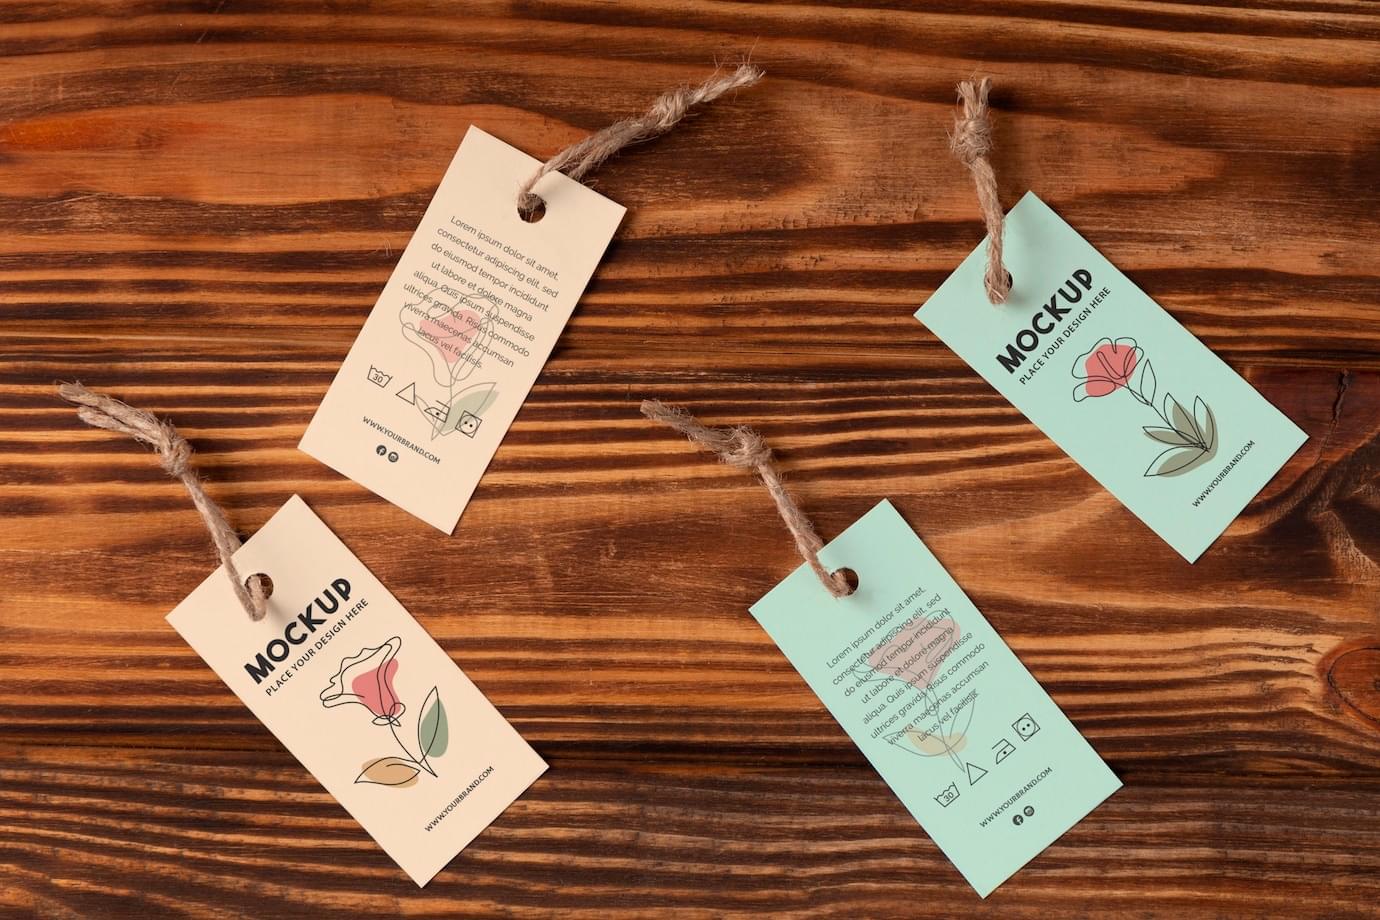 Lorem ipsum dolor sit amet,
consectetur adipiscing elit, sed
do eiusmod tempor incididunt
ut labore et dolore magna
aliqua. Quis ipsum suspendisse
ultrices gravida. Risus commodo
viverra maecenas accumsan
lacus vel facilisis.
30
WWW.YOURBRAND.COM
MOCKUP
PLACE YOUR DESIGN HERE
WWW.YOURBRAND.COM
MOCKUP
PLACE YOUR DESIGN HERE
WWW.YOURBRAND.COM
Lorem ipsum dolor sit amet,
consectetur adipiscing elit, sed
do eiusmod tempor incididunt
ut labore et dolore magna
aliqua. Quis ipsum suspendisse
ultrices gravida. Risus commodo
viverra maecenas accumsan
lacus vel facilisis.
30
WWW.YOURBRAND.COM